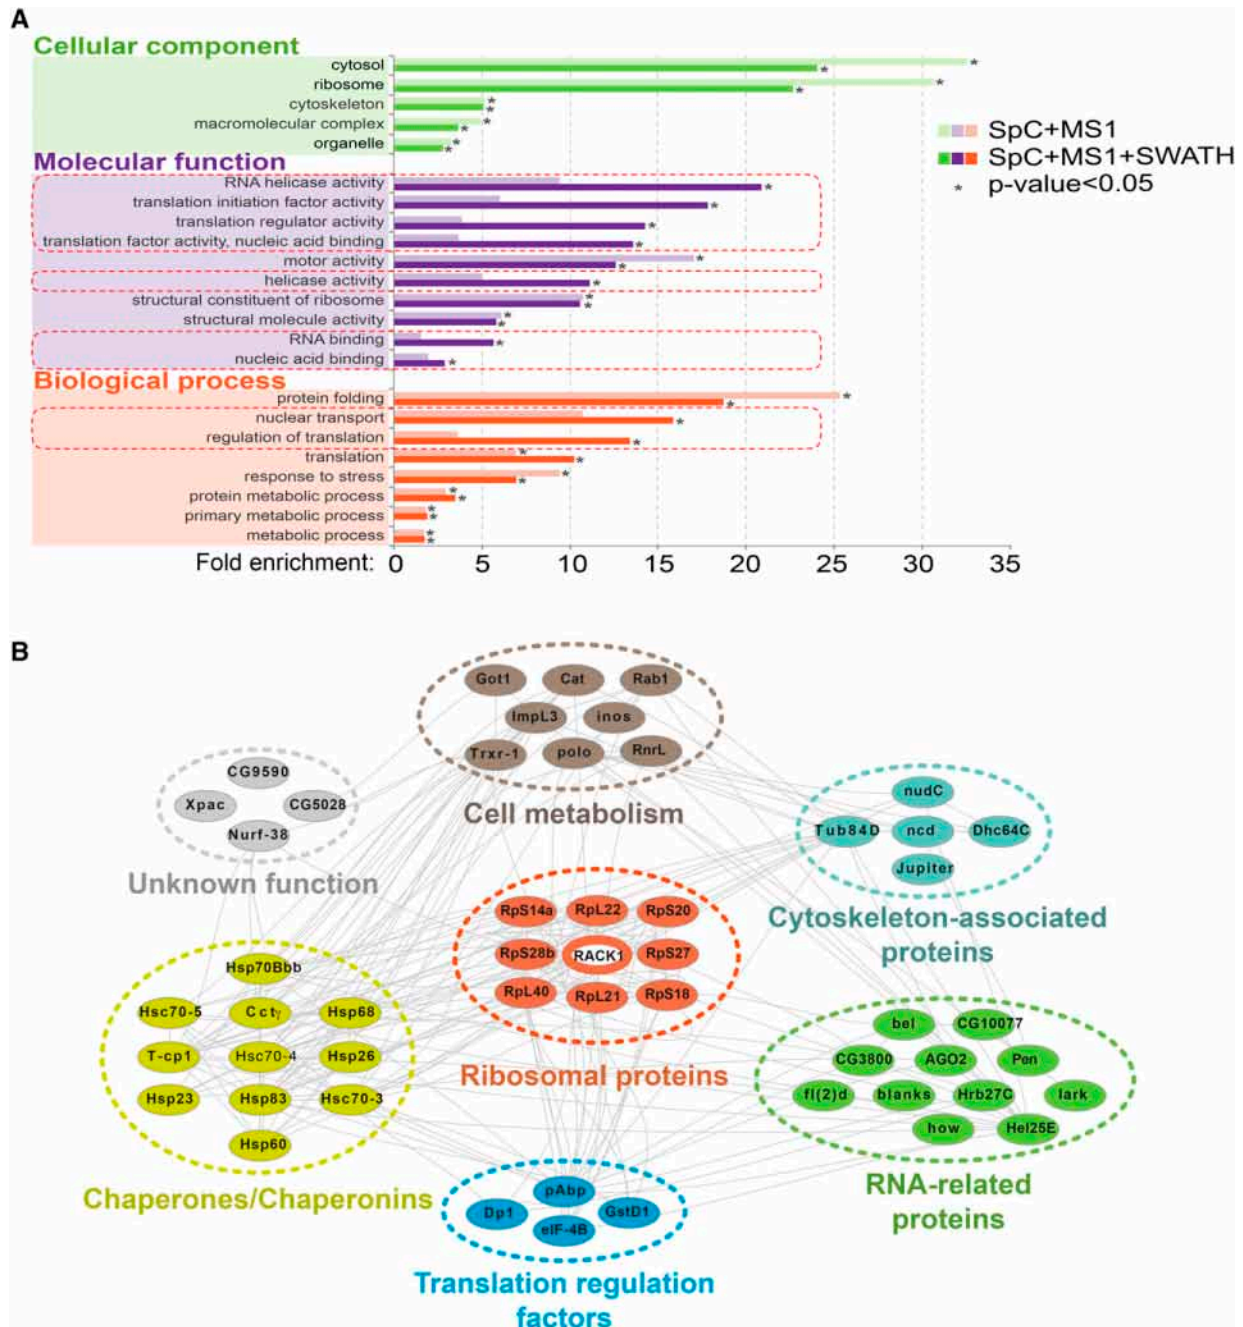 A
Cellular component
cytosol
ribosome
cytoskeleton
macromolecular complex
organelle
SpC+MS1
SpC+MS1+SWATH
* p-value<0.05
Molecular function
RNA helicase activity
translation initiation factor activity
translation regulator activity
translation factor activity, nucleic acid binding
motor activity
helicase activity
structural constituent of ribosome
structural molecule activity
RNA binding
nucleic acid binding
Biological process
protein folding
nuclear transport
regulation of translation
translation
response to stress
protein metabolic process
primary metabolic process
metabolic process
Fold enrichment: 0 5 10 15 20 25 30 35
B
Got1 Cat Rab1
ImpL3 inos
Trxr-1 polo RnrL
Cell metabolism
CG9590
Xpac CG5028
Nurf-38
Unknown function
nudC
Tub84D ncd Dhc64C
Jupiter
Cytoskeleton-associated
proteins
RpS14a RpL22 RpS20
RpS28b RACK1 RpS27
RpL40 RpL21 RpS18
Ribosomal proteins
Hsp70Bbb
Hsc70-5 Cctγ Hsp68
T-cp1 Hsc70-4 Hsp26
Hsp23 Hsp83 Hsc70-3
Hsp60
Chaperones/Chaperonins
bel CG10077
CG3800 AGO2 Pen
fl(2)d blanks Hrb27C lark
how Hel25E
RNA-related
proteins
pAbp
Dp1 GstD1
eIF-4B
Translation regulation
factors